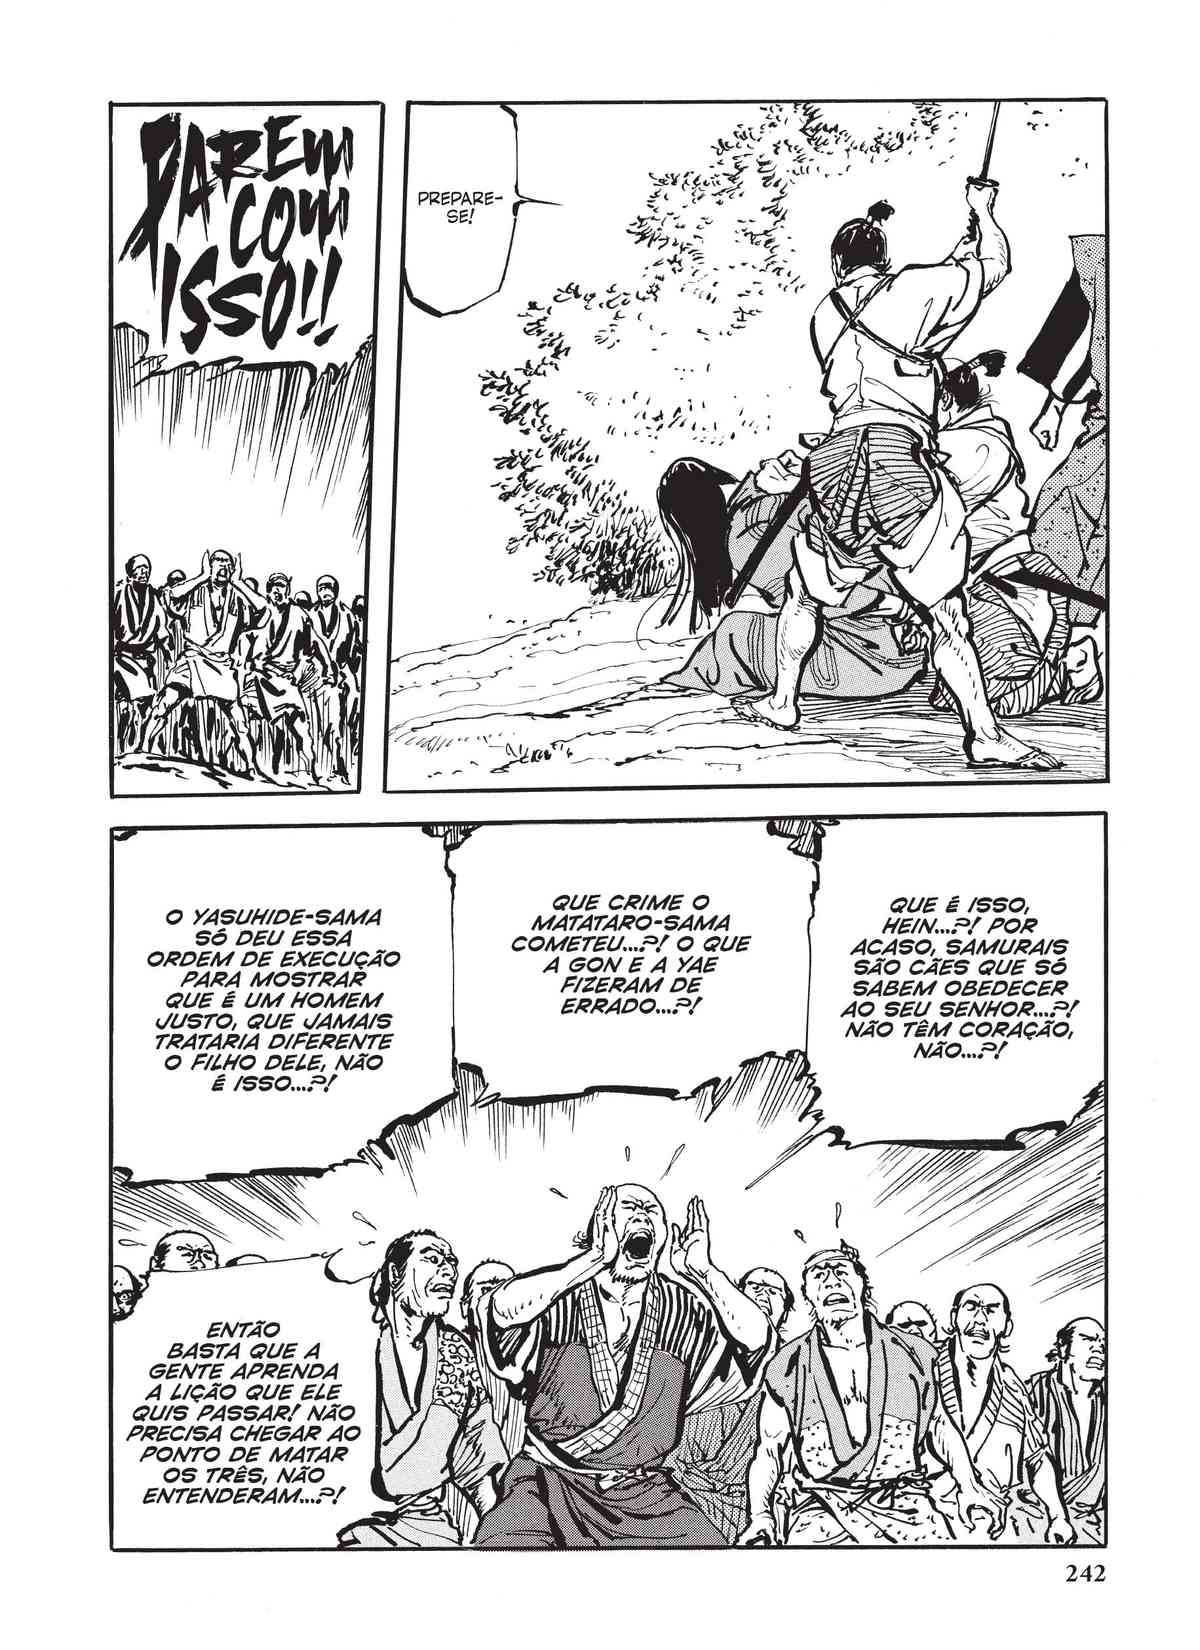 PREPARE-
SE!
PAREM
COM
ISSO!!
QUE É ISSO,
HEIN...?! POR
ACASO, SAMURAIS
SÃO CÃES QUE SÓ
SABEM OBEDECER
AO SEU SENHOR...?!
NÃO TÊM CORAÇÃO,
NÃO...?!
QUE CRIME O
MATATARO-SAMA
COMETEU...?! O QUE
A GON E A YAE
FIZERAM DE
ERRADO...?!
O YASUHIDE-SAMA
SÓ DEU ESSA
ORDEM DE EXECUÇÃO
PARA MOSTRAR
QUE É UM HOMEM
JUSTO, QUE JAMAIS
TRATARIA DIFERENTE
O FILHO DELE, NÃO
É ISSO...?!
ENTÃO
BASTA QUE A
GENTE APRENDA
A LIÇÃO QUE ELE
QUIS PASSAR! NÃO
PRECISA CHEGAR AO
PONTO DE MATAR
OS TRÊS, NÃO
ENTENDERAM...?!
242